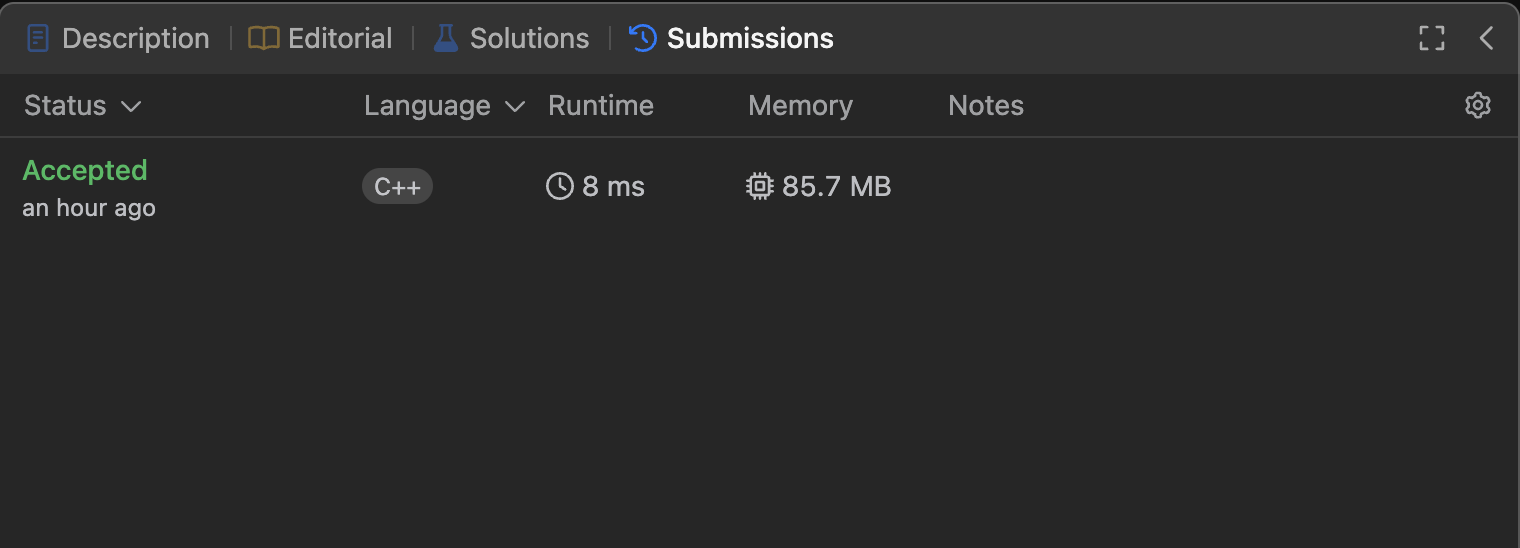 Description Editorial Solutions Submissions
Status Language Runtime Memory Notes
Accepted
an hour ago
C++ 8 ms 85.7 MB